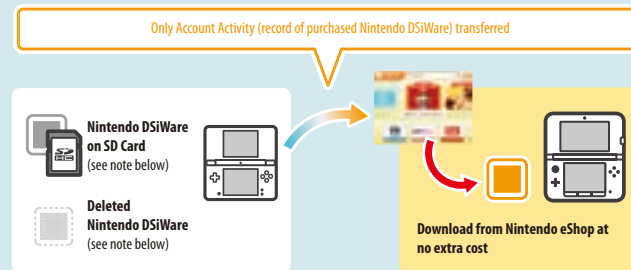 Only Account Activity (record of purchased Nintendo DSiWare) transferred
Nintendo DSiWare
on SD Card
(see note below)
Deleted
Nintendo DSiWare
(see note below)
Download from Nintendo eShop at
no extra cost